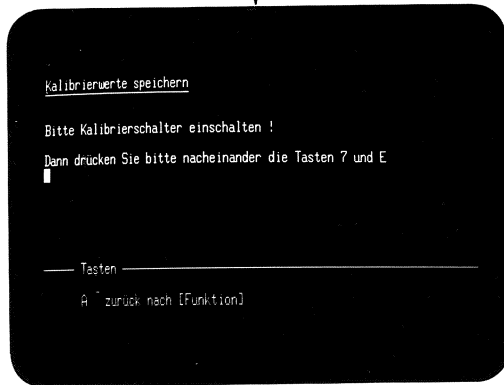 Kalibrierwerte speichern
Bitte Kalibrierschalter einschalten !
Dann drücken Sie bitte nacheinander die Tasten 7 und E
Tasten
A ^ zurück nach [Funktion]